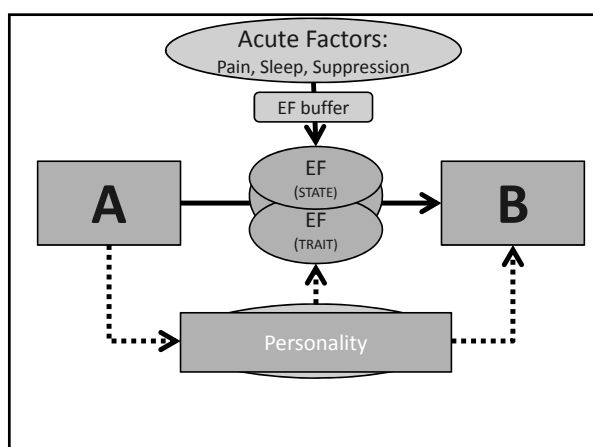 Acute Factors:
Pain, Sleep, Suppression
EF buffer
EF
(STATE)
A
B
EF
(TRAIT)
Personality